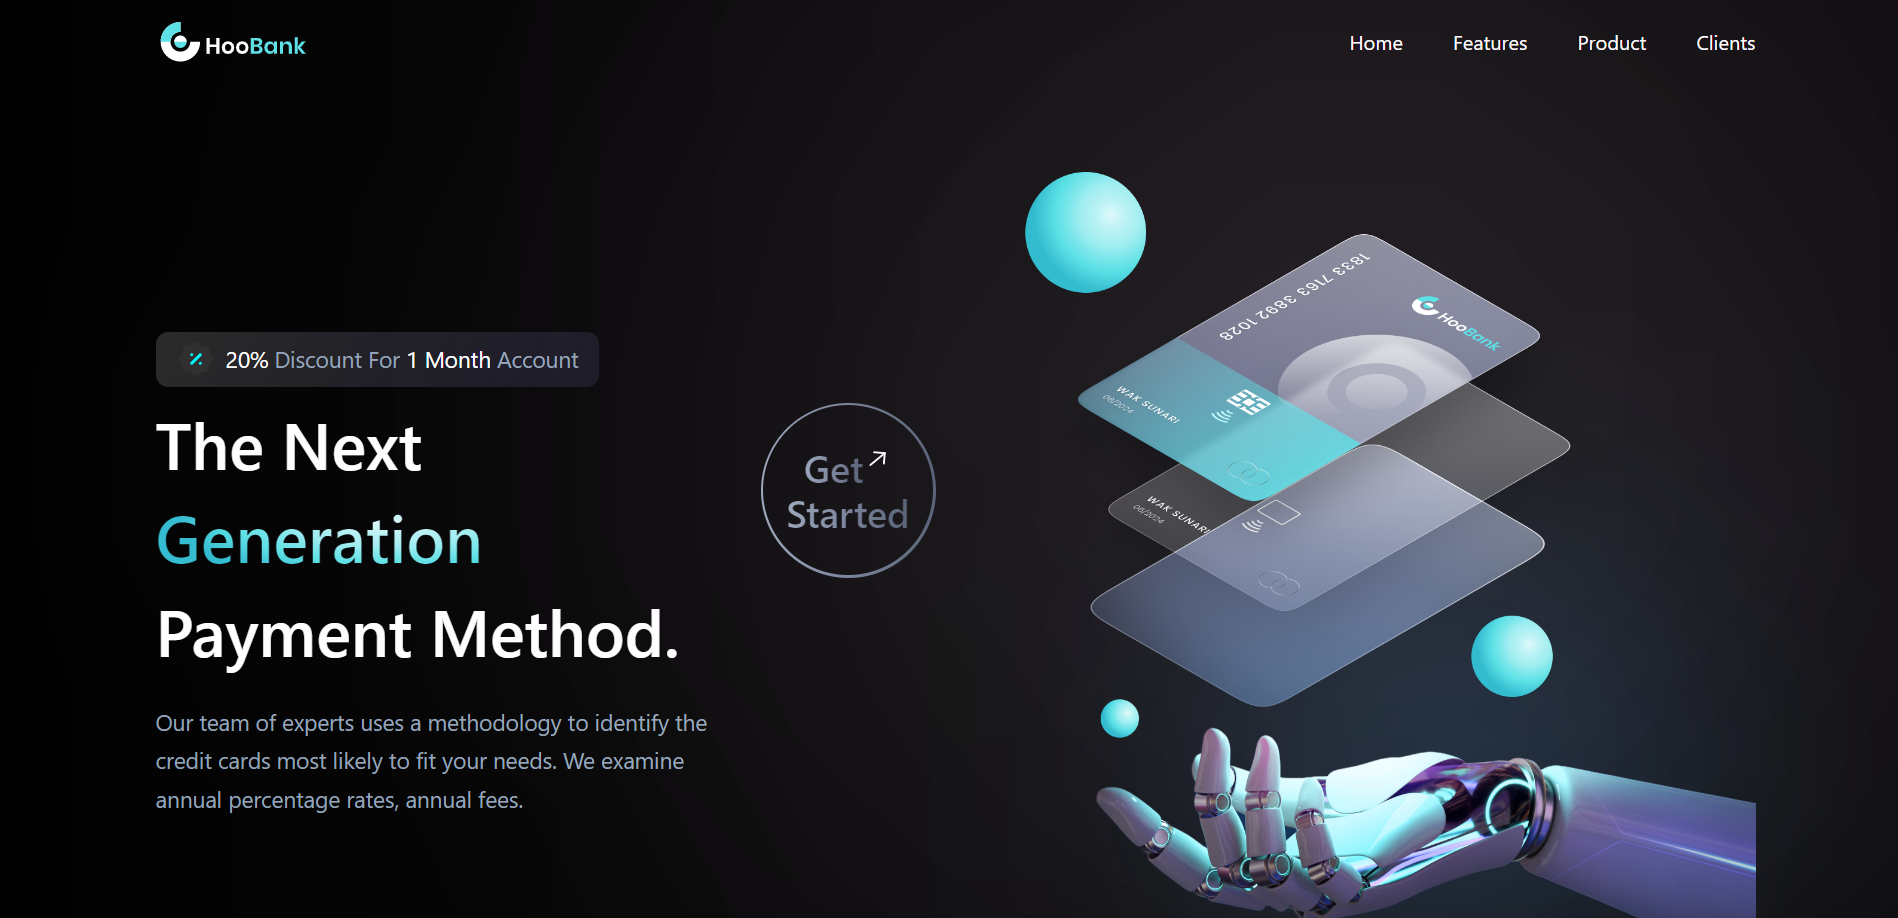 HooBank
Home Features Product Clients
20% Discount For 1 Month Account
The Next
Generation
Payment Method.
Our team of experts uses a methodology to identify the
credit cards most likely to fit your needs. We examine
annual percentage rates, annual fees.
Get
Started
1833 7163 3892 1028
HooBank
WAK SUNARI
08/2024
WAK SUNARI
08/2024